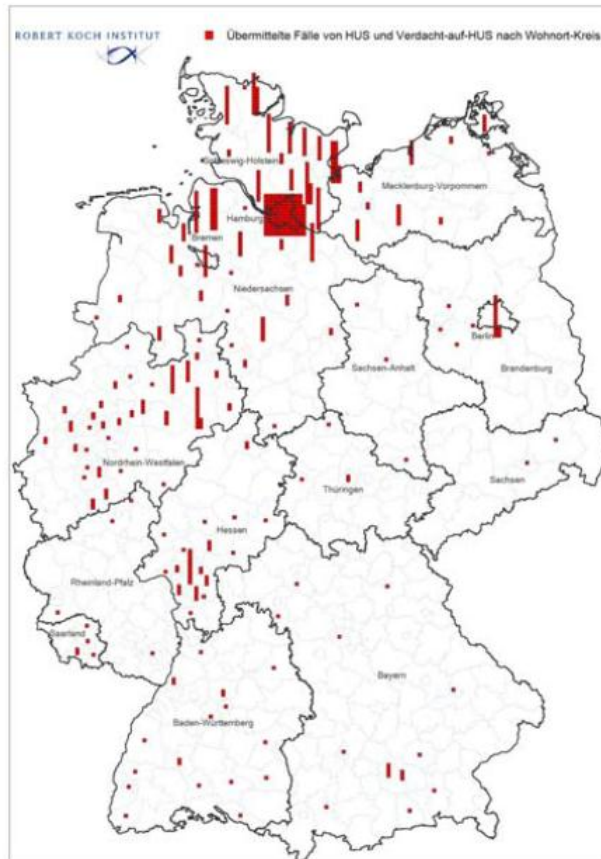 ROBERT KOCH INSTITUT
Übermittelte Fälle von HUS und Verdacht-auf-HUS nach Wohnort-Kreis
Schleswig-Holstein
Mecklenburg-Vorpommern
Hamburg
Bremen
Niedersachsen
Berlin
Sachsen-Anhalt
Brandenburg
Nordrhein-Westfalen
Sachsen
Thüringen
Hessen
Rheinland-Pfalz
Saarland
Bayern
Baden-Württemberg